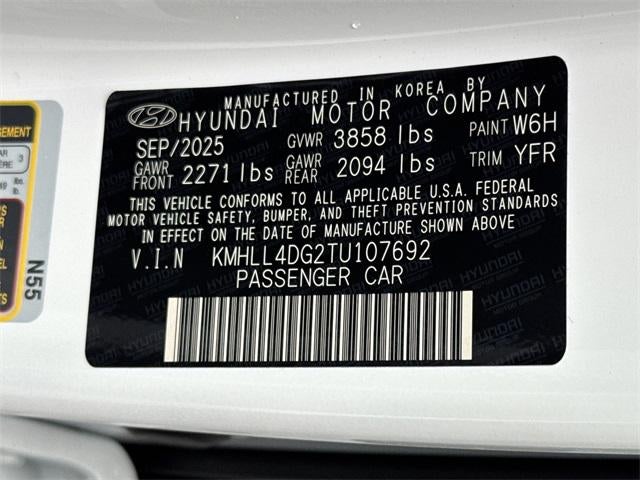 MANUFACTURED IN KOREA BY
HYUNDAI MOTOR COMPANY
SEP/2025 GVWR 3858 lbs PAINT W6H
GAWR FRONT 2271 lbs GAWR REAR 2094 lbs TRIM YFR
THIS VEHICLE CONFORMS TO ALL APPLICABLE U.S.A. FEDERAL
MOTOR VEHICLE SAFETY, BUMPER, AND THEFT PREVENTION STANDARDS
IN EFFECT ON THE DATE OF MANUFACTURE SHOWN ABOVE
V.I.N KMHLL4DG2TU107692
PASSENGER CAR
N55